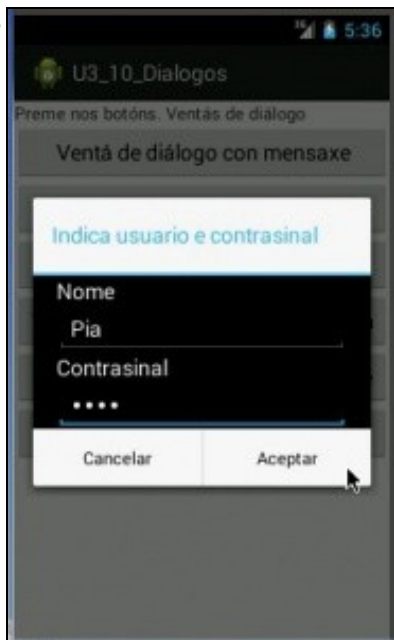 3G 5:36
U3_10_Dialogos
Preme nos botóns. Ventás de diálogo
Ventá de diálogo con mensaxe
Indica usuario e contrasinal
Nome
Pia
Contrasinal
••••
Cancelar Aceptar